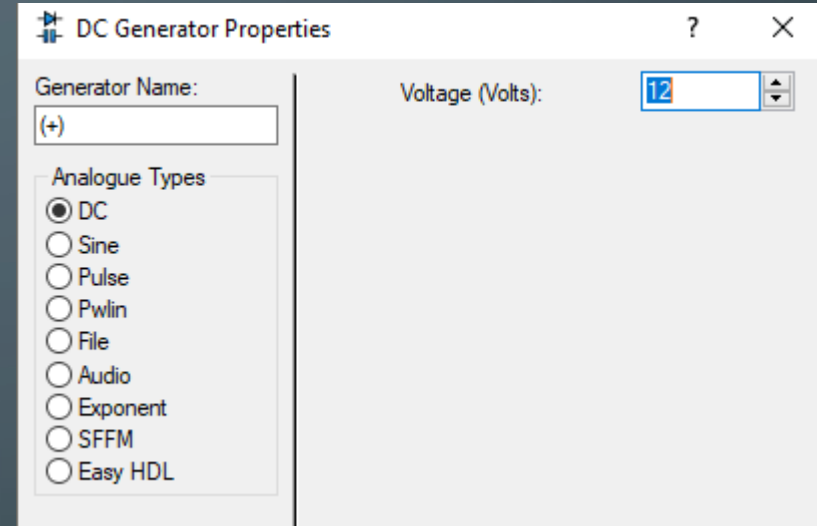 DC Generator Properties ? ×
Generator Name:
(+)
Analogue Types
DC
Sine
Pulse
Pwlin
File
Audio
Exponent
SFFM
Easy HDL
Voltage (Volts): 12